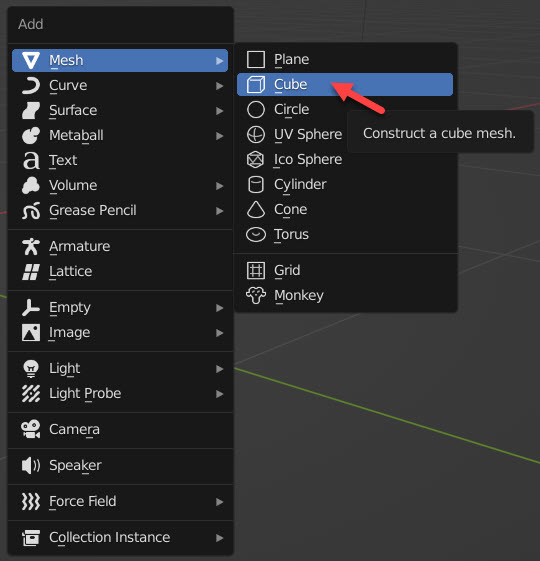 Add
Mesh
Curve
Surface
Metaball
Text
Volume
Grease Pencil
Armature
Lattice
Empty
Image
Light
Light Probe
Camera
Speaker
Force Field
Collection Instance
Plane
Cube
Circle
UV Sphere
Ico Sphere
Cylinder
Cone
Torus
Grid
Monkey
Construct a cube mesh.